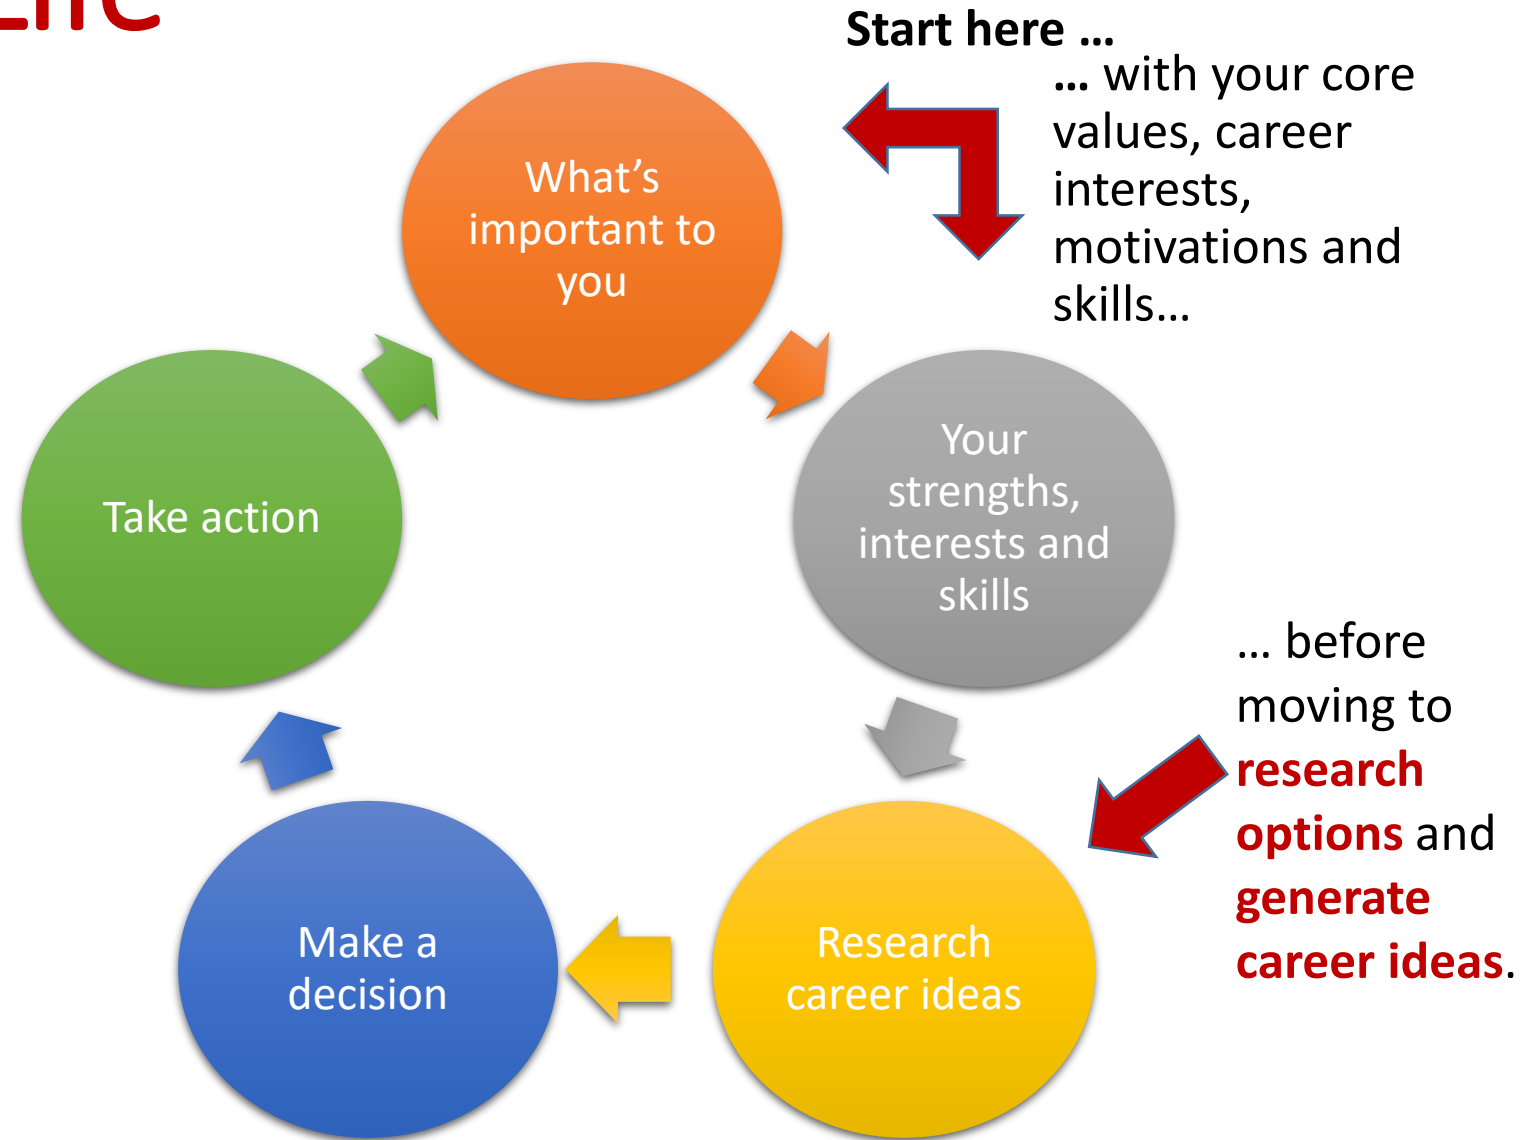 Start here …
… with your core
values, career
interests,
motivations and
skills…
What’s
important to
you
Your
strengths,
interests and
skills
Take action
… before
moving to
research
options and
generate
career ideas.
Research
career ideas
Make a
decision